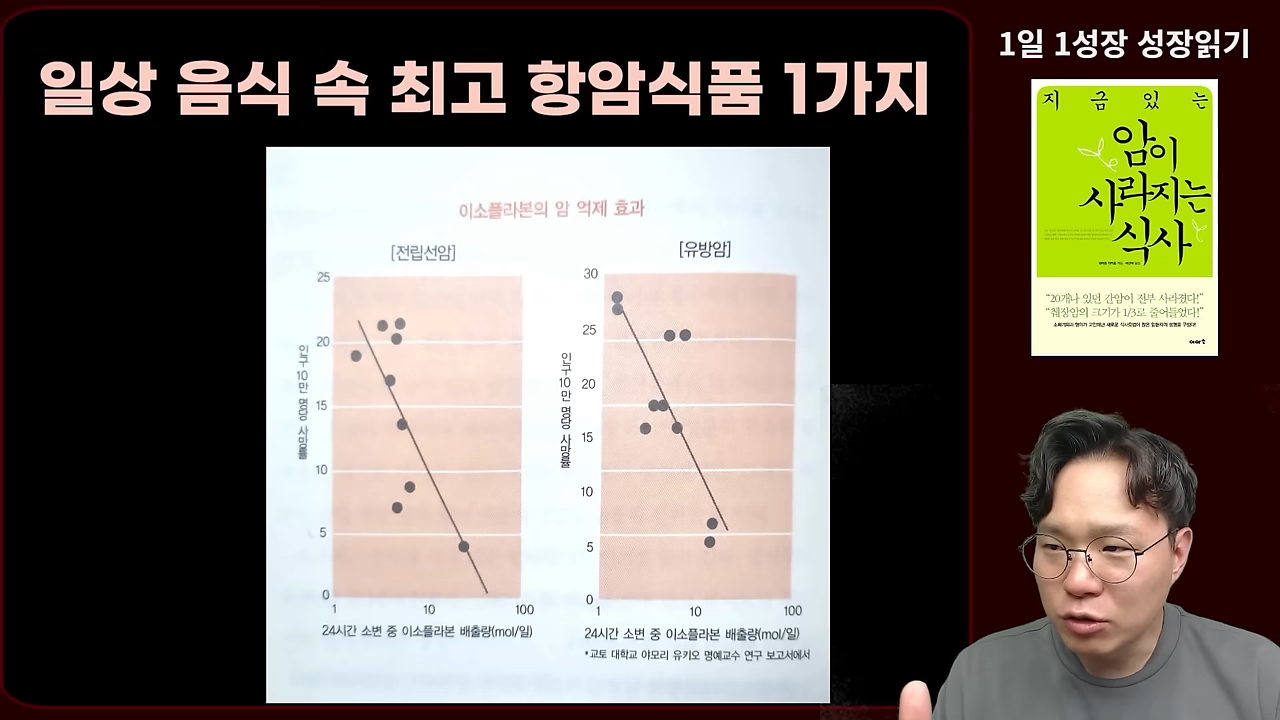 일상 음식 속 최고 항암식품 1가지
1일 1성장 성장읽기
지금있는
암이
사라지는
식사
“20개나 있던 간암이 전부 사라졌다!”
“췌장암의 크기가 1/3로 줄어들었다!”
이소플라본의 암 억제 효과
[전립선암]
25
20
15
10
5
0
인구 10만 명당 사망률
1 10 100
24시간 소변 중 이소플라본 배출량(mol/일)
[유방암]
30
25
20
15
10
5
0
인구 10만 명당 사망률
1 10 100
24시간 소변 중 이소플라본 배출량(mol/일)
*교토 대학교 야모리 유키오 명예교수 연구 보고서에서